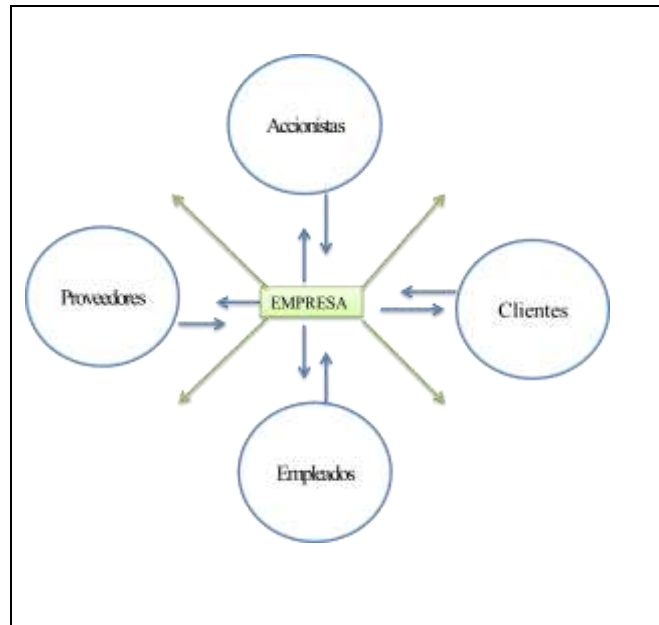 Accionistas
Proveedores
EMPRESA
Clientes
Empleados